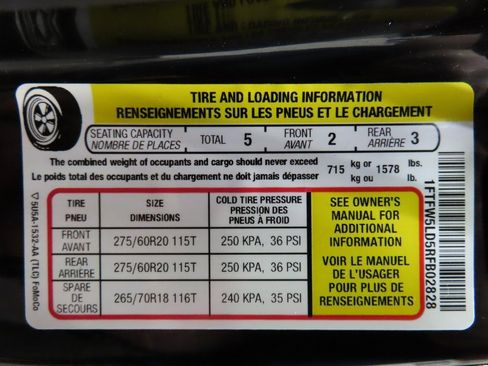 TIRE AND LOADING INFORMATION
RENSEIGNEMENTS SUR LES PNEUS ET LE CHARGEMENT
SEATING CAPACITY
NOMBRE DE PLACES
TOTAL 5
FRONT
AVANT 2
REAR
ARRIÈRE 3
The combined weight of occupants and cargo should never exceed 715 kg or 1578 lbs.
Le poids total des occupants et du chargement ne doit jamais dépasser kg ou lb.
TIRE
PNEU
SIZE
DIMENSIONS
COLD TIRE PRESSURE
PRESSION DES
PNEUS À FROID
FRONT
AVANT
275/60R20 115T
250 KPA, 36 PSI
REAR
ARRIÈRE
275/60R20 115T
250 KPA, 36 PSI
SPARE
DE
SECOURS
265/70R18 116T
240 KPA, 35 PSI
SEE OWNER'S
MANUAL FOR
ADDITIONAL
INFORMATION
VOIR LE MANUEL
DE L'USAGER
POUR PLUS DE
RENSEIGNEMENTS
1FTFW5LD5RFB02828